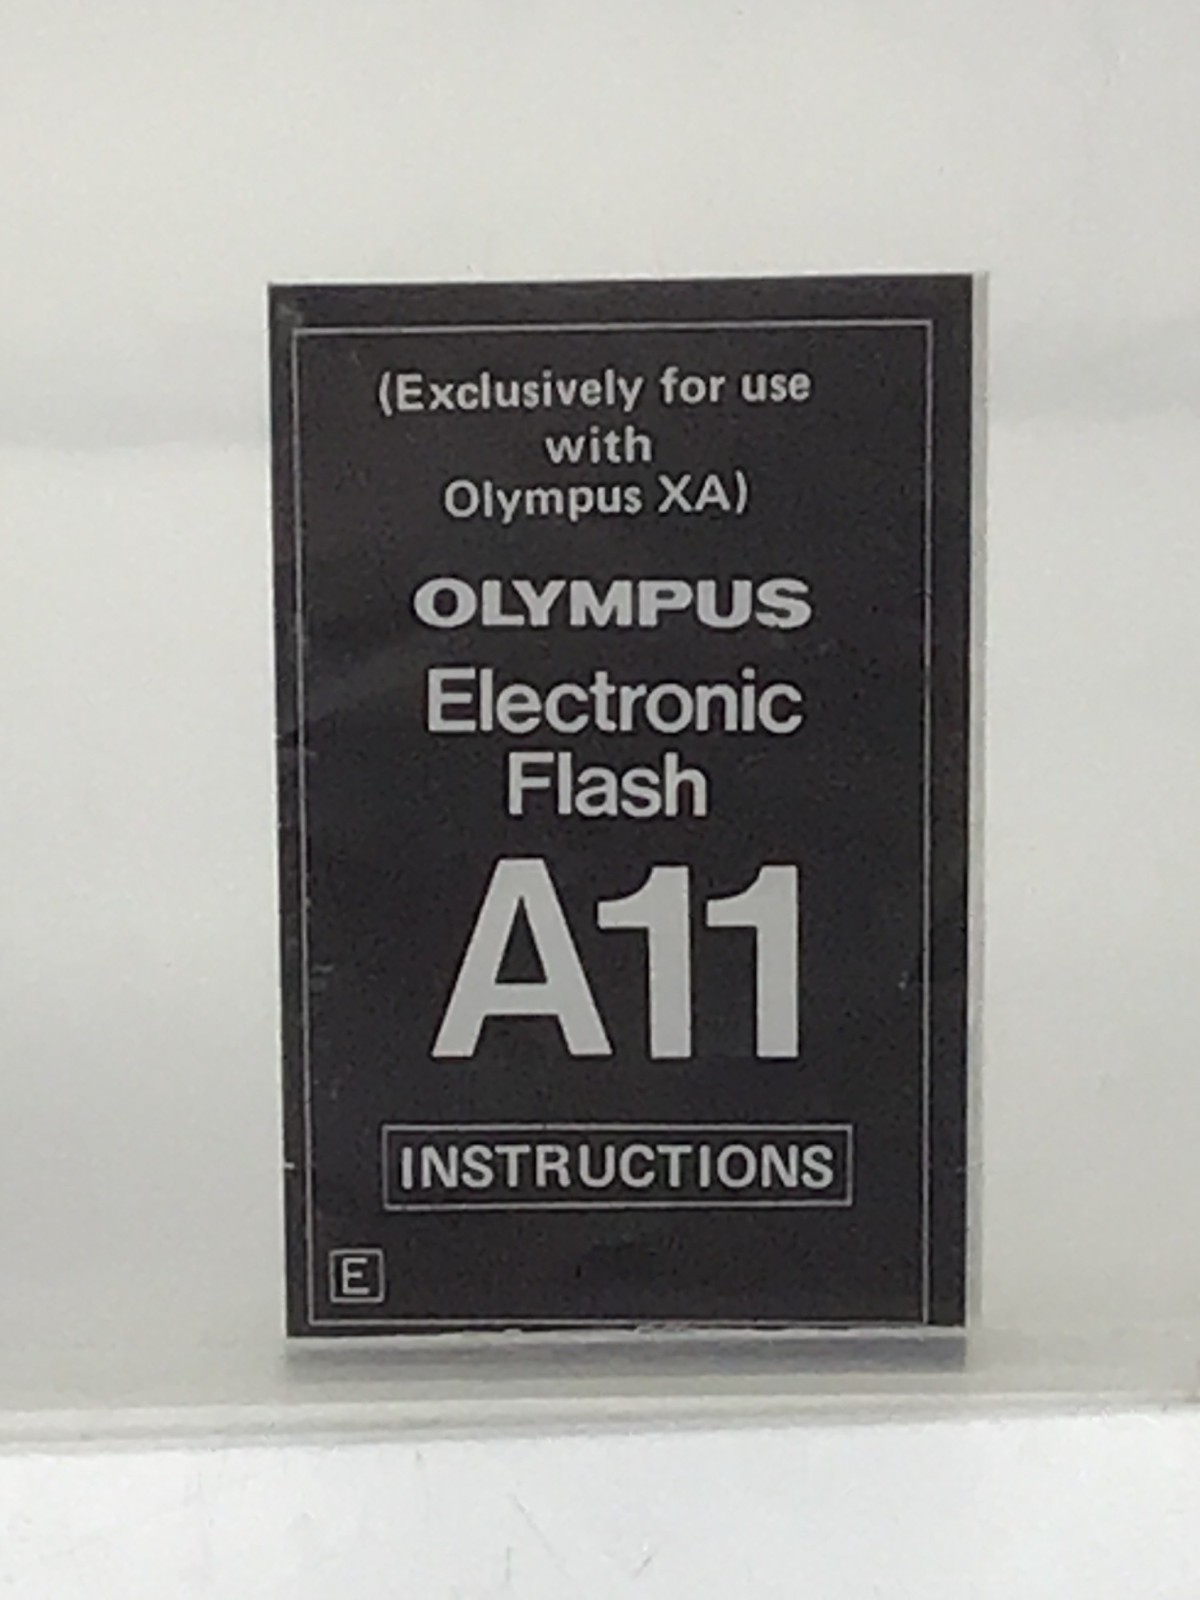 (Exclusively for use
with
Olympus XA)
OLYMPUS
Electronic
Flash
A11
INSTRUCTIONS
E